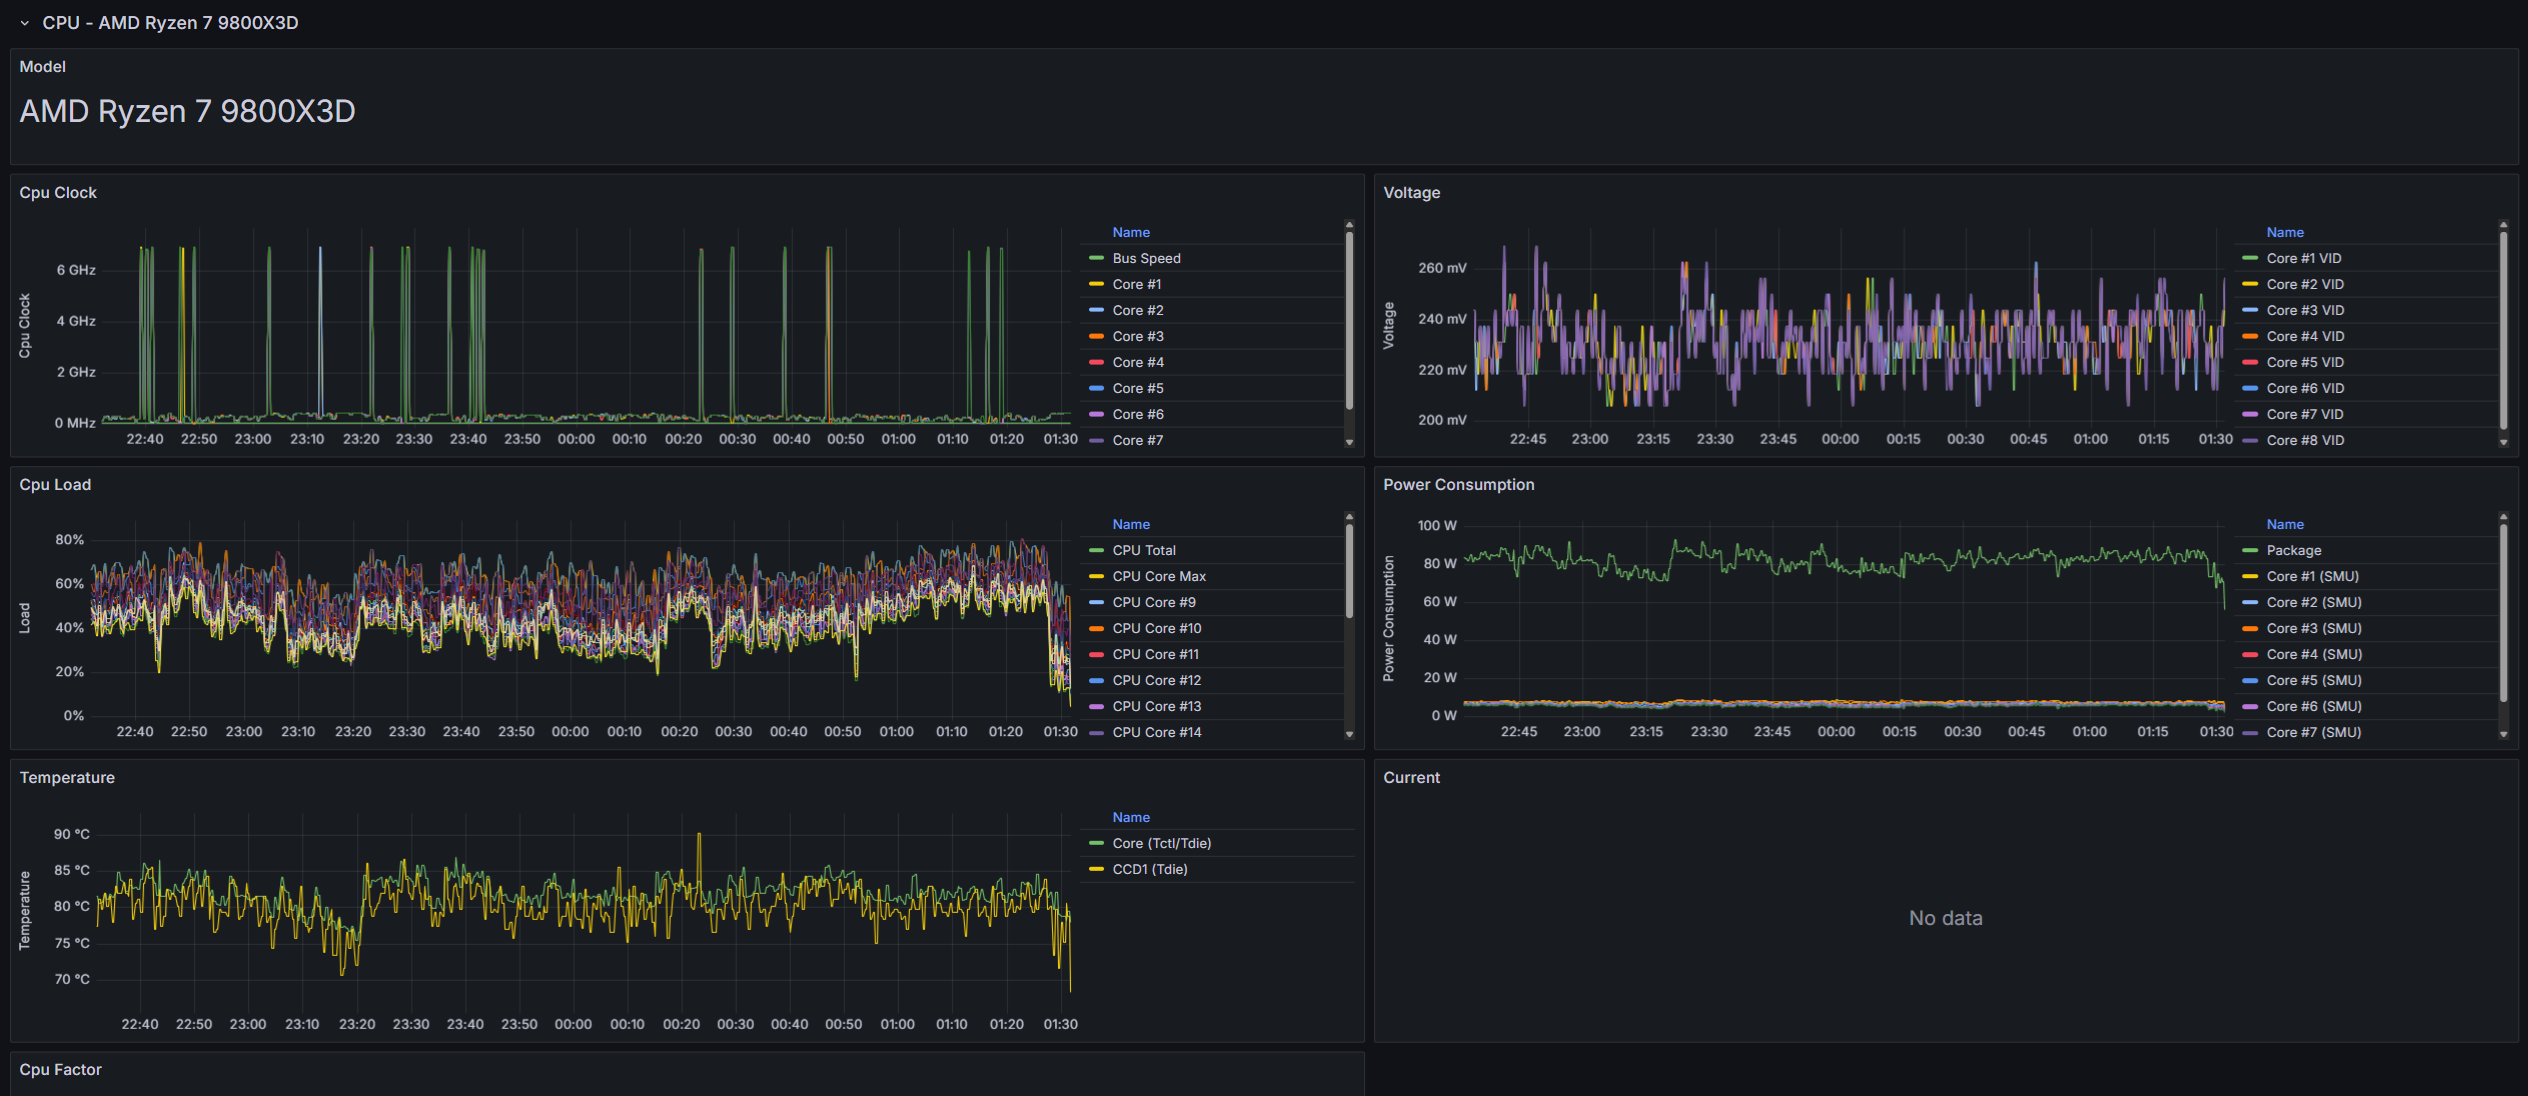 CPU - AMD Ryzen 7 9800X3D
Model
AMD Ryzen 7 9800X3D
Cpu Clock
Cpu Clock
6 GHz
4 GHz
2 GHz
0 MHz
22:40 22:50 23:00 23:10 23:20 23:30 23:40 23:50 00:00 00:10 00:20 00:30 00:40 00:50 01:00 01:10 01:20 01:30
Name
Bus Speed
Core #1
Core #2
Core #3
Core #4
Core #5
Core #6
Core #7
Voltage
Voltage
260 mV
240 mV
220 mV
200 mV
22:45 23:00 23:15 23:30 23:45 00:00 00:15 00:30 00:45 01:00 01:15 01:30
Name
Core #1 VID
Core #2 VID
Core #3 VID
Core #4 VID
Core #5 VID
Core #6 VID
Core #7 VID
Core #8 VID
Cpu Load
Load
80%
60%
40%
20%
0%
22:40 22:50 23:00 23:10 23:20 23:30 23:40 23:50 00:00 00:10 00:20 00:30 00:40 00:50 01:00 01:10 01:20 01:30
Name
CPU Total
CPU Core Max
CPU Core #9
CPU Core #10
CPU Core #11
CPU Core #12
CPU Core #13
CPU Core #14
Power Consumption
Power Consumption
100 W
80 W
60 W
40 W
20 W
0 W
22:45 23:00 23:15 23:30 23:45 00:00 00:15 00:30 00:45 01:00 01:15 01:30
Name
Package
Core #1 (SMU)
Core #2 (SMU)
Core #3 (SMU)
Core #4 (SMU)
Core #5 (SMU)
Core #6 (SMU)
Core #7 (SMU)
Temperature
Temperature
90 °C
85 °C
80 °C
75 °C
70 °C
22:40 22:50 23:00 23:10 23:20 23:30 23:40 23:50 00:00 00:10 00:20 00:30 00:40 00:50 01:00 01:10 01:20 01:30
Name
Core (Tctl/Tdie)
CCD1 (Tdie)
Current
No data
Cpu Factor